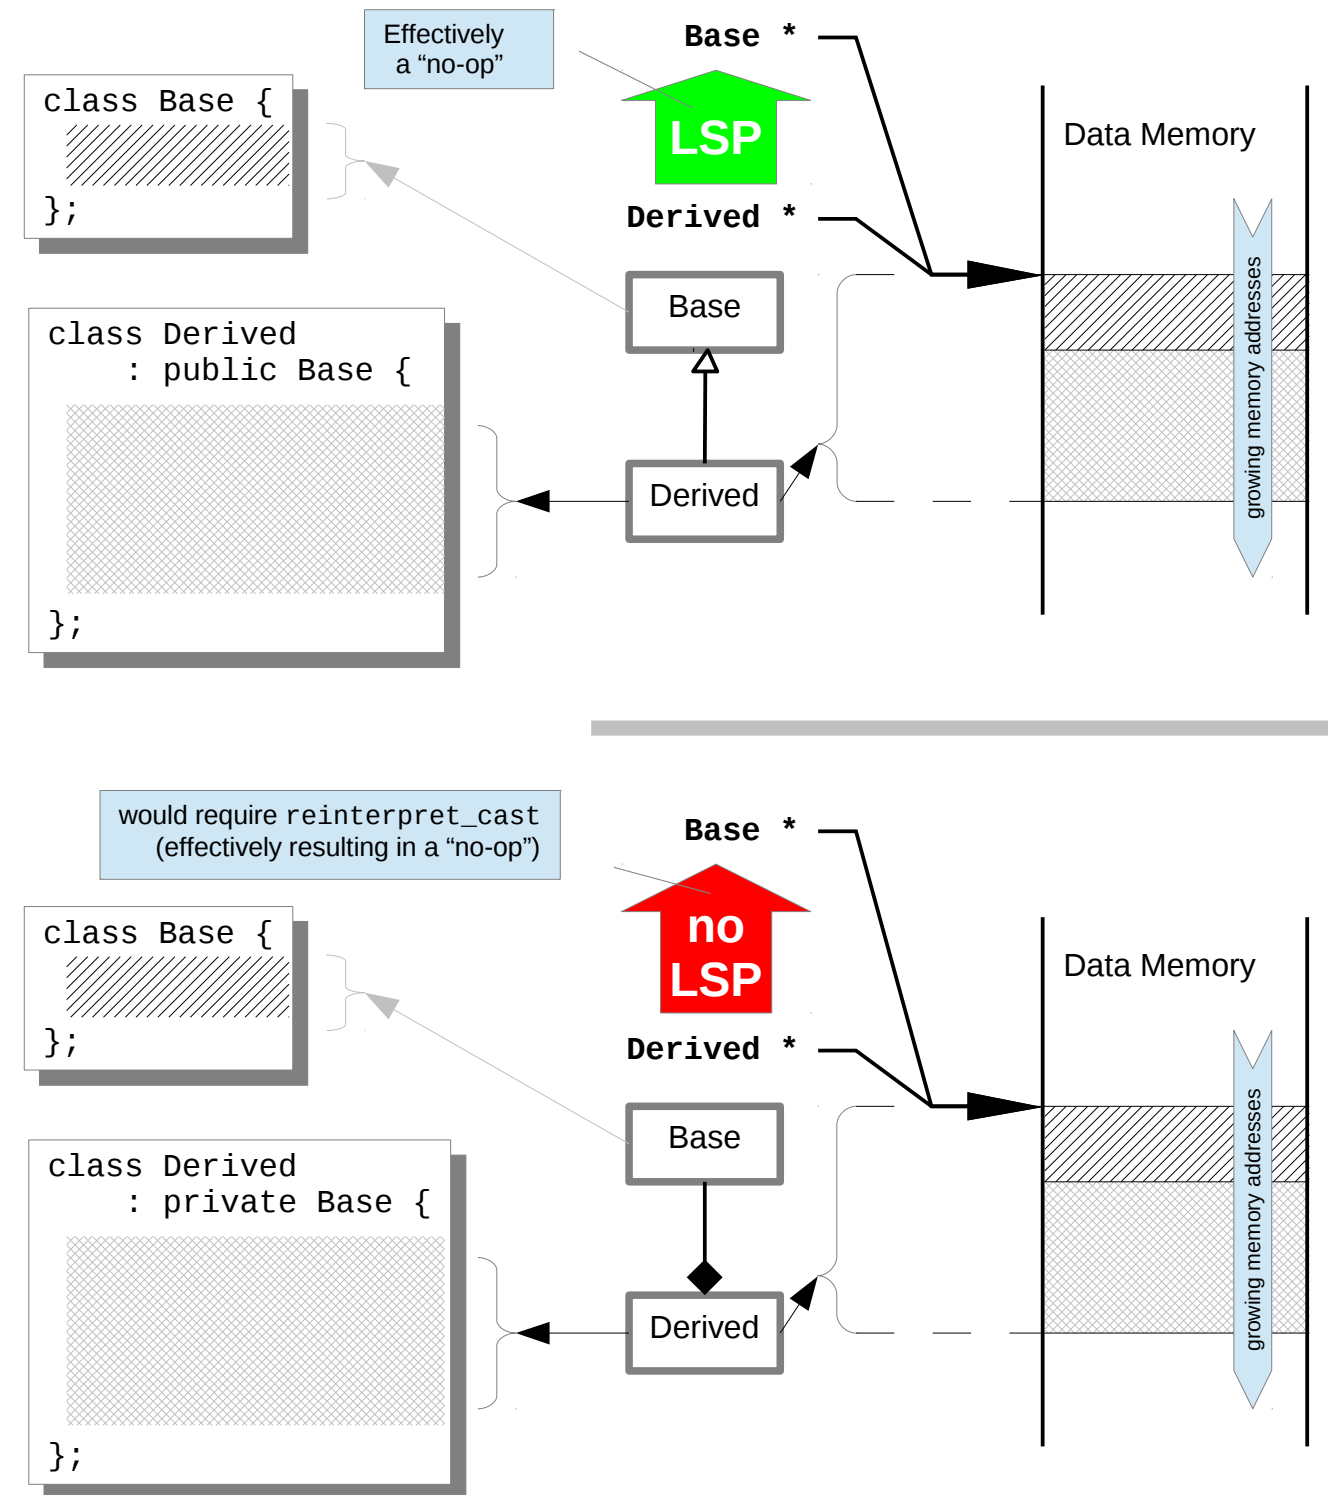 Effectively
a “no-op”
Base *
class Base {
};
LSP
Data Memory
Derived *
Base
growing memory addresses
class Derived
: public Base {
Derived
};
would require reinterpret_cast
(effectively resulting in a “no-op”)
Base *
class Base {
};
no
LSP
Data Memory
Derived *
Base
growing memory addresses
class Derived
: private Base {
Derived
};